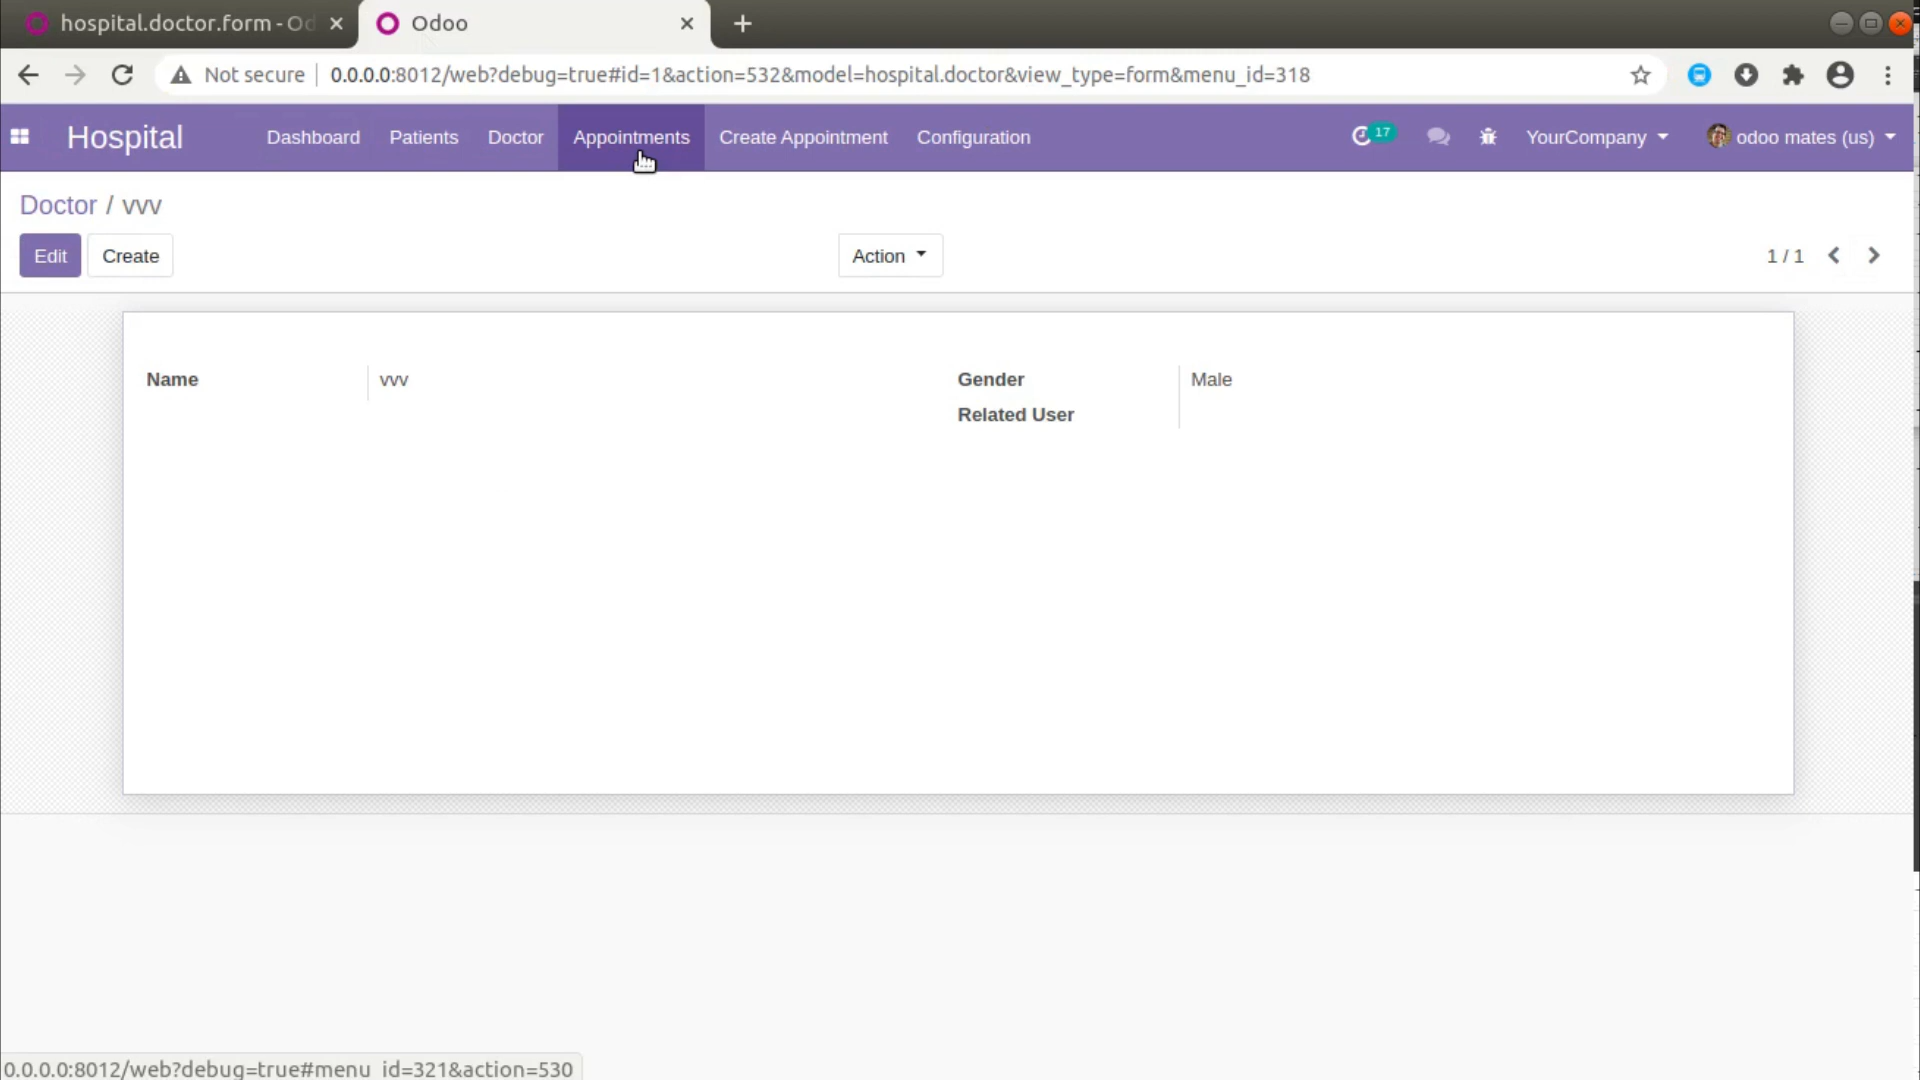 hospital.doctor.form - Od
Odoo
Not secure
0.0.0.0:8012/web?debug=true#id=1&action=532&model=hospital.doctor&view_type=form&menu_id=318
Hospital Dashboard Patients Doctor Appointments Create Appointment Configuration 17 YourCompany odoo mates (us)
Doctor / vvv
Edit Create Action 1 / 1
Name vvv Gender Male
Related User
0.0.0.0:8012/web?debug=true#menu_id=321&action=530